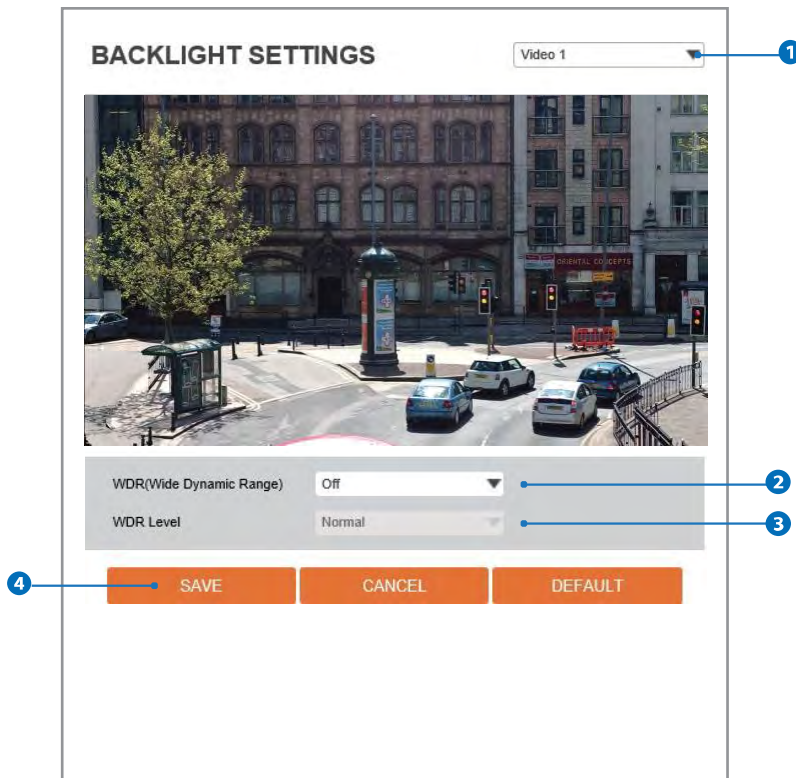 BACKLIGHT SETTINGS
Video 1
1
ORIENTAL CONCEPTS
WDR(Wide Dynamic Range)
Off
2
WDR Level
Normal
3
4
SAVE
CANCEL
DEFAULT